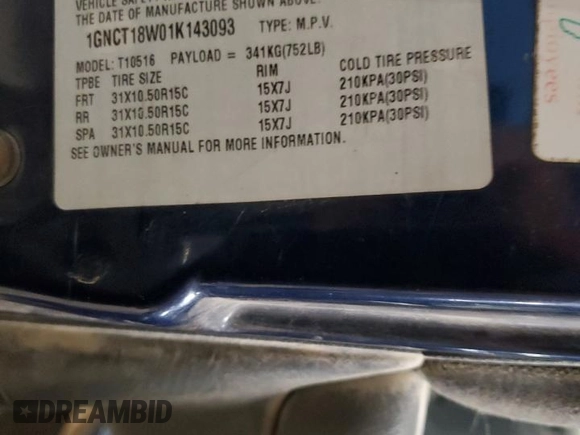 VEHICLE SAFETY
THE DATE OF MANUFACTURE SHOWN ABOVE.
1GNCT18W01K143093 TYPE: M.P.V.
MODEL: T10516 PAYLOAD = 341KG(752LB)
TPBE TIRE SIZE RIM COLD TIRE PRESSURE
FRT 31X10.50R15C 15X7J 210KPA(30PSI)
RR 31X10.50R15C 15X7J 210KPA(30PSI)
SPA 31X10.50R15C 15X7J 210KPA(30PSI)
SEE OWNER'S MANUAL FOR MORE INFORMATION.
DREAMBID